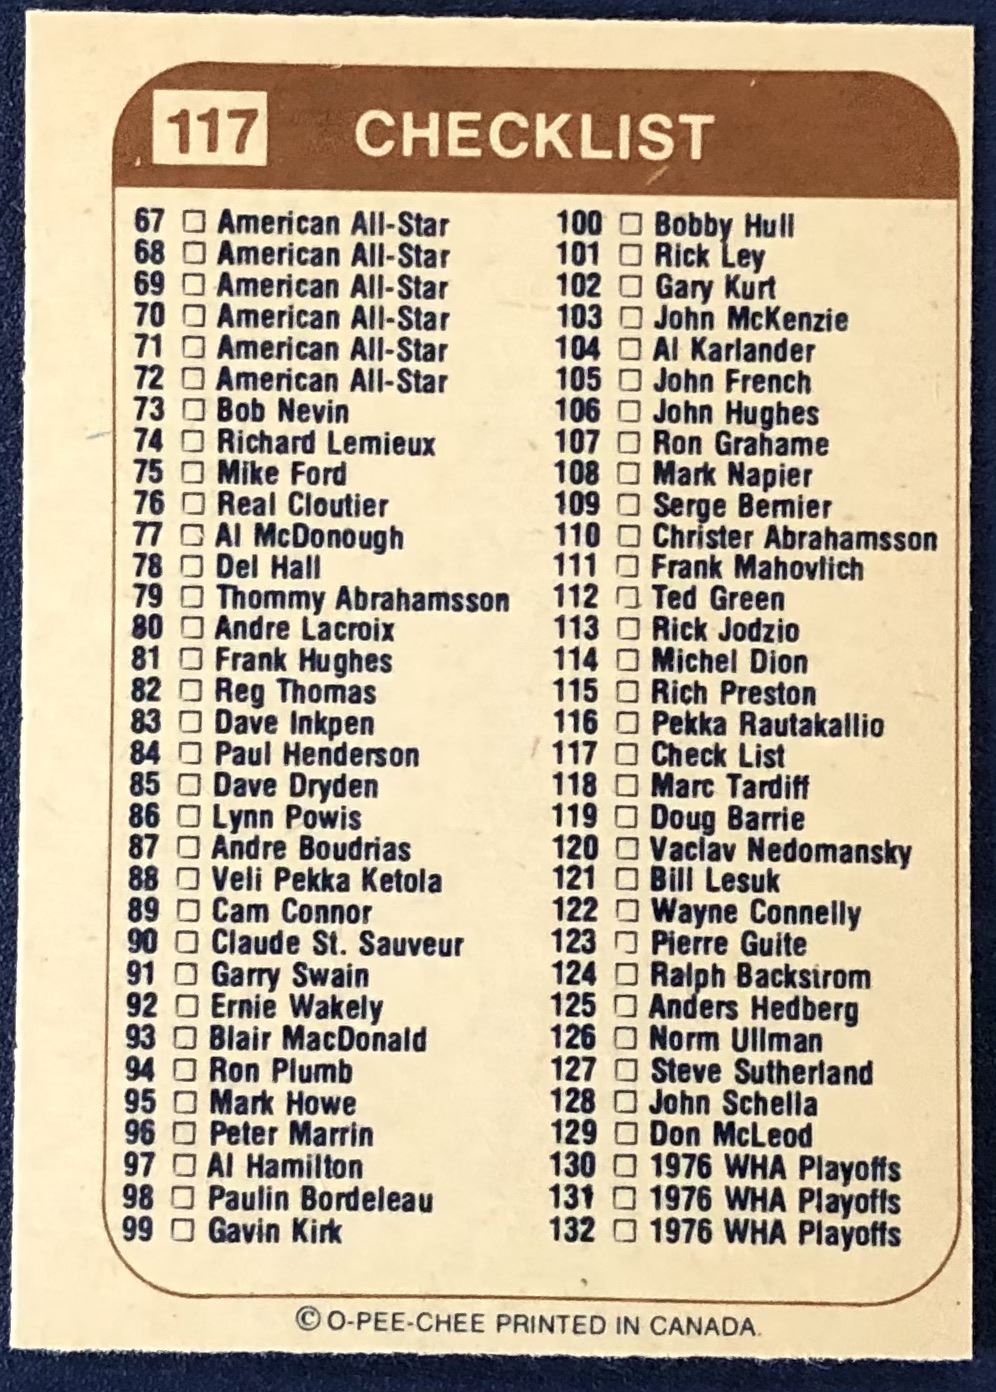 117 CHECKLIST
67 American All-Star
68 American All-Star
69 American All-Star
70 American All-Star
71 American All-Star
72 American All-Star
73 Bob Nevin
74 Richard Lemieux
75 Mike Ford
76 Real Cloutier
77 Al McDonough
78 Del Hall
79 Thommy Abrahamsson
80 Andre Lacroix
81 Frank Hughes
82 Reg Thomas
83 Dave Inkpen
84 Paul Henderson
85 Dave Dryden
86 Lynn Powis
87 Andre Boudrias
88 Veli Pekka Ketola
89 Cam Connor
90 Claude St. Sauveur
91 Garry Swain
92 Ernie Wakely
93 Blair MacDonald
94 Ron Plumb
95 Mark Howe
96 Peter Marrin
97 Al Hamilton
98 Paulin Bordeleau
99 Gavin Kirk
100 Bobby Hull
101 Rick Ley
102 Gary Kurt
103 John McKenzie
104 Al Karlander
105 John French
106 John Hughes
107 Ron Grahame
108 Mark Napier
109 Serge Bernier
110 Christer Abrahamsson
111 Frank Mahovlich
112 Ted Green
113 Rick Jodzio
114 Michel Dion
115 Rich Preston
116 Pekka Rautakallio
117 Check List
118 Marc Tardiff
119 Doug Barrie
120 Vaclav Nedomansky
121 Bill Lesuk
122 Wayne Connelly
123 Pierre Guite
124 Ralph Backstrom
125 Anders Hedberg
126 Norm Ullman
127 Steve Sutherland
128 John Schella
129 Don McLeod
130 1976 WHA Playoffs
131 1976 WHA Playoffs
132 1976 WHA Playoffs
© O-PEE-CHEE PRINTED IN CANADA.